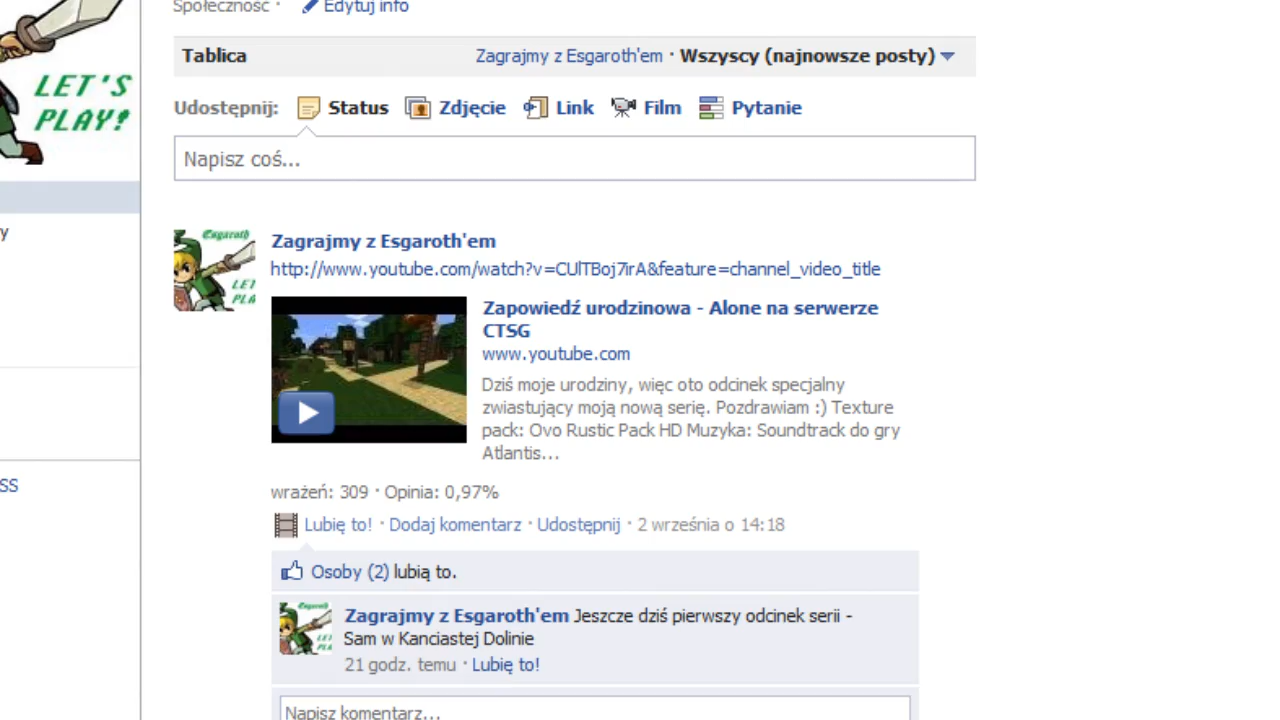 Społeczność · Edytuj info
LET'S
PLAY!
Tablica Zagrajmy z Esgaroth'em · Wszyscy (najnowsze posty)
Udostępnij: Status Zdjęcie Link Film Pytanie
Napisz coś...
y
SS
Esgaroth
LET
PLA
Zagrajmy z Esgaroth'em
http://www.youtube.com/watch?v=CUlTBoj7irA&feature=channel_video_title
Zapowiedź urodzinowa - Alone na serwerze
CTSG
www.youtube.com
Dziś moje urodziny, więc oto odcinek specjalny
zwiastujący moją nową serię. Pozdrawiam :) Texture
pack: Ovo Rustic Pack HD Muzyka: Soundtrack do gry
Atlantis...
wrażeń: 309 · Opinia: 0,97%
Lubię to! · Dodaj komentarz · Udostępnij · 2 września o 14:18
Osoby (2) lubią to.
Zagrajmy z Esgaroth'em Jeszcze dziś pierwszy odcinek serii -
Sam w Kanciastej Dolinie
21 godz. temu · Lubię to!
Napisz komentarz...